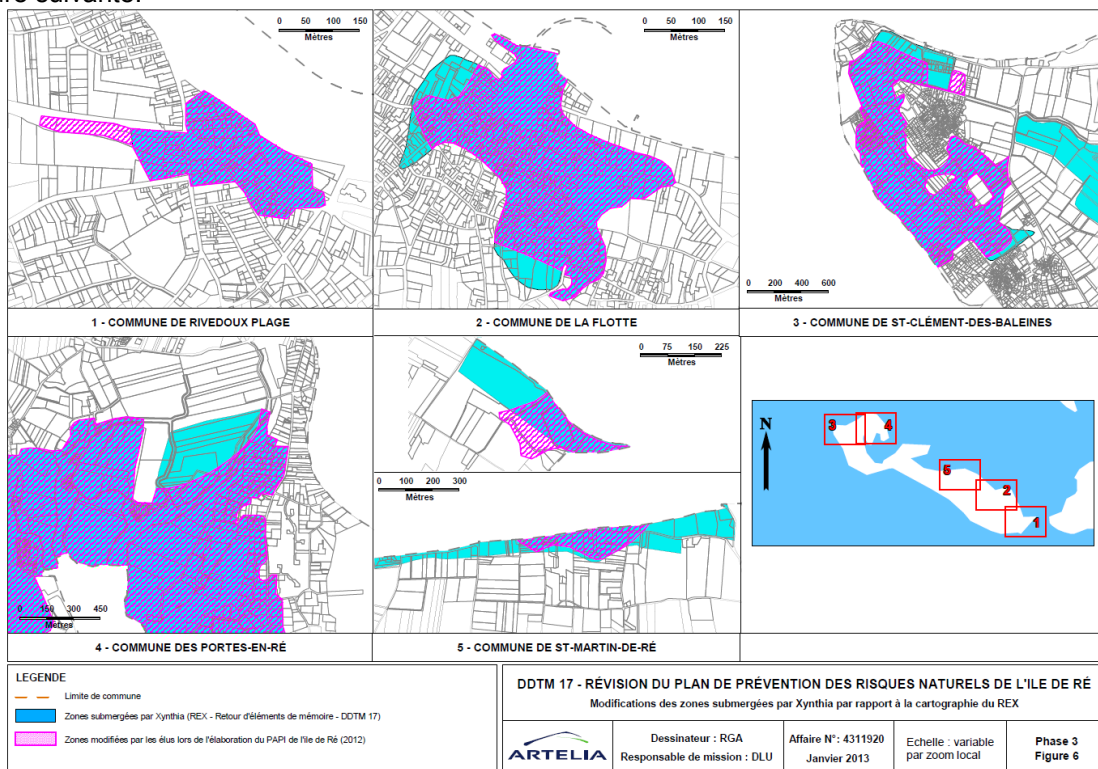 0 50 100 150
Mètres
0 50 100 150
Mètres
0 200 400 600
Mètres
1 - COMMUNE DE RIVEDOUX PLAGE
2 - COMMUNE DE LA FLOTTE
3 - COMMUNE DE ST-CLÉMENT-DES-BALEINES
0 75 150 225
Mètres
0 100 200 300
Mètres
0 150 300 450
Mètres
N
3
4
5
2
1
4 - COMMUNE DES PORTES-EN-RÉ
5 - COMMUNE DE ST-MARTIN-DE-RÉ
LEGENDE
Limite de commune
Zones submergées par Xynthia (REX - Retour d'éléments de mémoire - DDTM 17)
Zones modifiées par les élus lors de l'élaboration du PAPI de l'ile de Ré (2012)
DDTM 17 - RÉVISION DU PLAN DE PRÉVENTION DES RISQUES NATURELS DE L'ILE DE RÉ
Modifications des zones submergées par Xynthia par rapport à la cartographie du REX
ARTELIA
Dessinateur : RGA
Responsable de mission : DLU
Affaire N°: 4311920
Janvier 2013
Echelle : variable
par zoom local
Phase 3
Figure 6